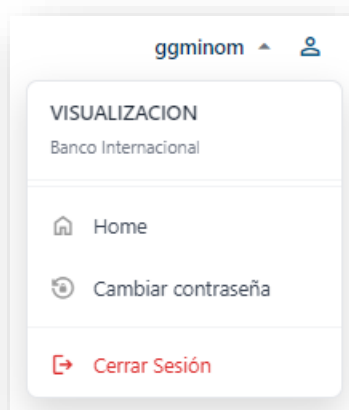 ggminom
VISUALIZACION
Banco Internacional
Home
Cambiar contraseña
Cerrar Sesión